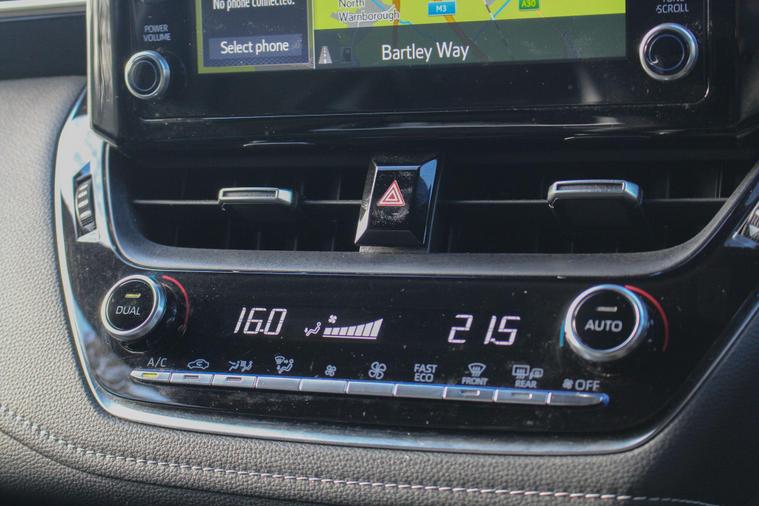 No phone connected.
North
Warnborough
M3
A30
POWER
VOLUME
Select phone
Bartley Way
TUNE
SCROLL
DUAL
16.0
21.5
AUTO
A/C
FAST
ECO
FRONT
REAR
OFF